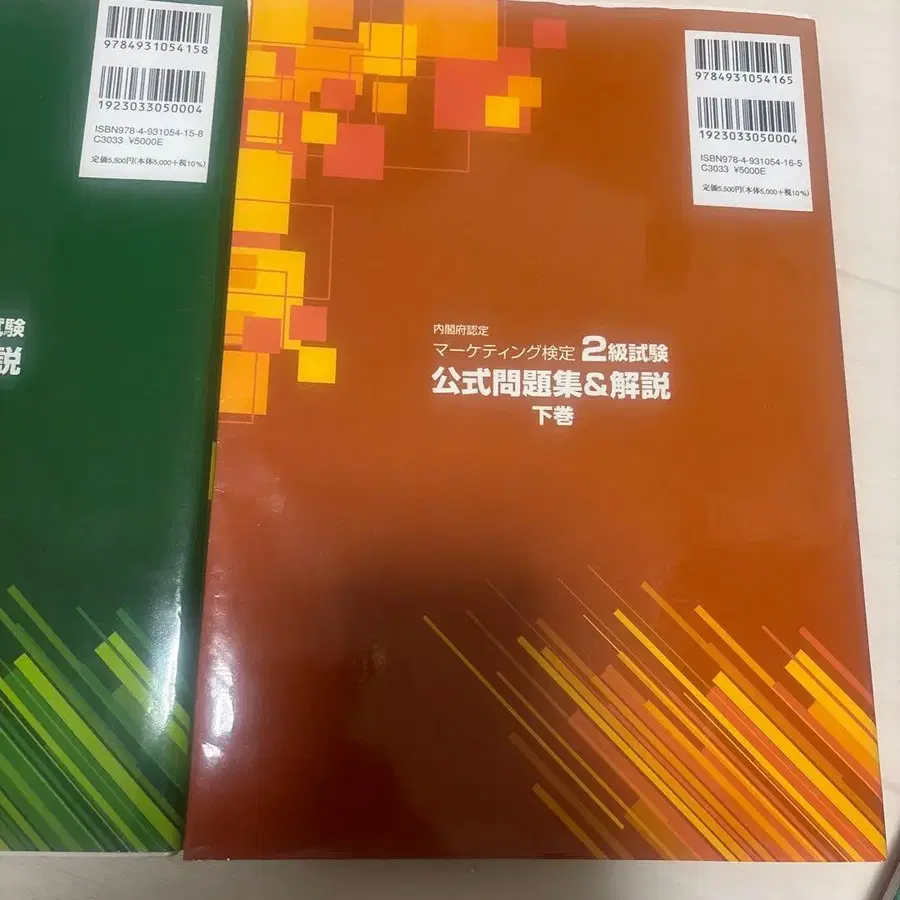 9784931054158
1923033050004
ISBN978-4-931054-15-8
C3033 ¥5000E
定価5,500円(本体5,000+税10%)
試験
説
9784931054165
1923033050004
ISBN978-4-931054-16-5
C3033 ¥5000E
定価5,500円(本体5,000+税10%)
内閣府認定
マーケティング検定 2級試験
公式問題集&解説
下巻